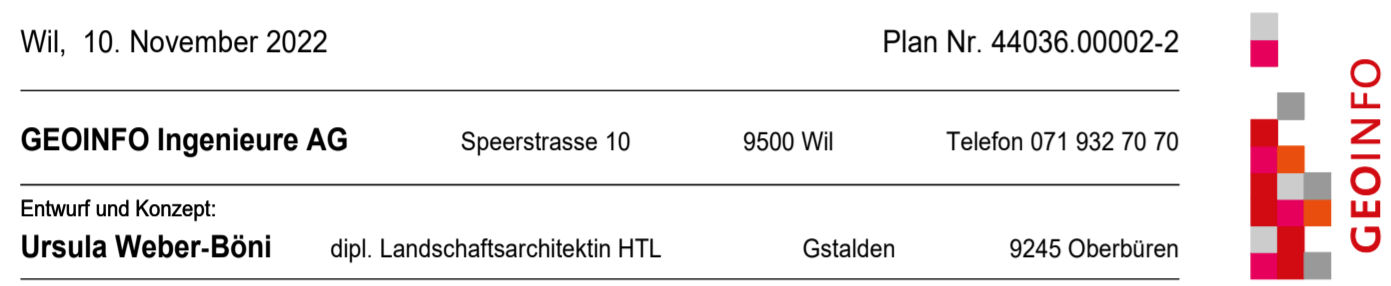 Wil, 10. November 2022 Plan Nr. 44036.00002-2
GEOINFO Ingenieure AG Speerstrasse 10 9500 Wil Telefon 071 932 70 70
Entwurf und Konzept:
Ursula Weber-Böni dipl. Landschaftsarchitektin HTL Gstalden 9245 Oberbüren
GEOINFO